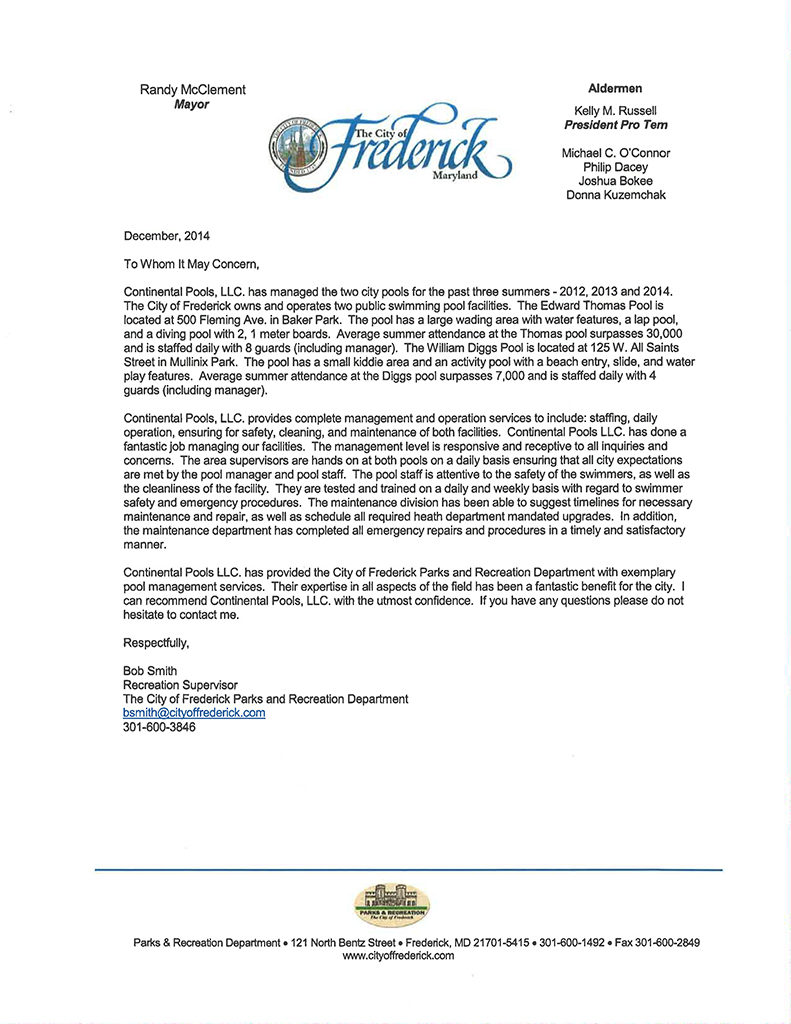 Randy McClement
Mayor
Aldermen
Kelly M. Russell
President Pro Tem
Michael C. O'Connor
Philip Dacey
Joshua Bokee
Donna Kuzemchak
The City of
Frederick
Maryland
December, 2014
To Whom It May Concern,
Continental Pools, LLC. has managed the two city pools for the past three summers - 2012, 2013 and 2014.
The City of Frederick owns and operates two public swimming pool facilities. The Edward Thomas Pool is
located at 500 Fleming Ave. in Baker Park. The pool has a large wading area with water features, a lap pool,
and a diving pool with 2, 1 meter boards. Average summer attendance at the Thomas pool surpasses 30,000
and is staffed daily with 8 guards (including manager). The William Diggs Pool is located at 125 W. All Saints
Street in Mullinix Park. The pool has a small kiddie area and an activity pool with a beach entry, slide, and water
play features. Average summer attendance at the Diggs pool surpasses 7,000 and is staffed daily with 4
guards (including manager).
Continental Pools, LLC. provides complete management and operation services to include: staffing, daily
operation, ensuring for safety, cleaning, and maintenance of both facilities. Continental Pools LLC. has done a
fantastic job managing our facilities. The management level is responsive and receptive to all inquiries and
concerns. The area supervisors are hands on at both pools on a daily basis ensuring that all city expectations
are met by the pool manager and pool staff. The pool staff is attentive to the safety of the swimmers, as well as
the cleanliness of the facility. They are tested and trained on a daily and weekly basis with regard to swimmer
safety and emergency procedures. The maintenance division has been able to suggest timelines for necessary
maintenance and repair, as well as schedule all required heath department mandated upgrades. In addition,
the maintenance department has completed all emergency repairs and procedures in a timely and satisfactory
manner.
Continental Pools LLC. has provided the City of Frederick Parks and Recreation Department with exemplary
pool management services. Their expertise in all aspects of the field has been a fantastic benefit for the city. I
can recommend Continental Pools, LLC. with the utmost confidence. If you have any questions please do not
hesitate to contact me.
Respectfully,
Bob Smith
Recreation Supervisor
The City of Frederick Parks and Recreation Department
bsmith@cityoffrederick.com
301-600-3846
PARKS & RECREATION
The City of Frederick
Parks & Recreation Department • 121 North Bentz Street • Frederick, MD 21701-5415 • 301-600-1492 • Fax 301-600-2849
www.cityoffrederick.com